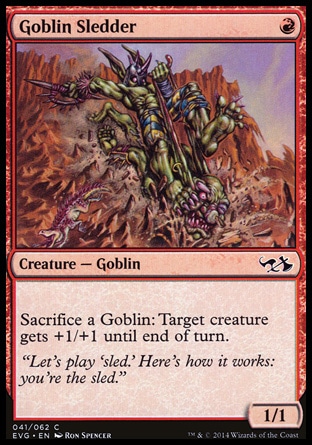 Goblin Sledder
Creature — Goblin
Sacrifice a Goblin: Target creature
gets +1/+1 until end of turn.
“Let’s play ‘sled.’ Here’s how it works:
you’re the sled.”
1/1
041/062 C
EVG • EN Ron Spencer
™ & © 2014 Wizards of the Coast